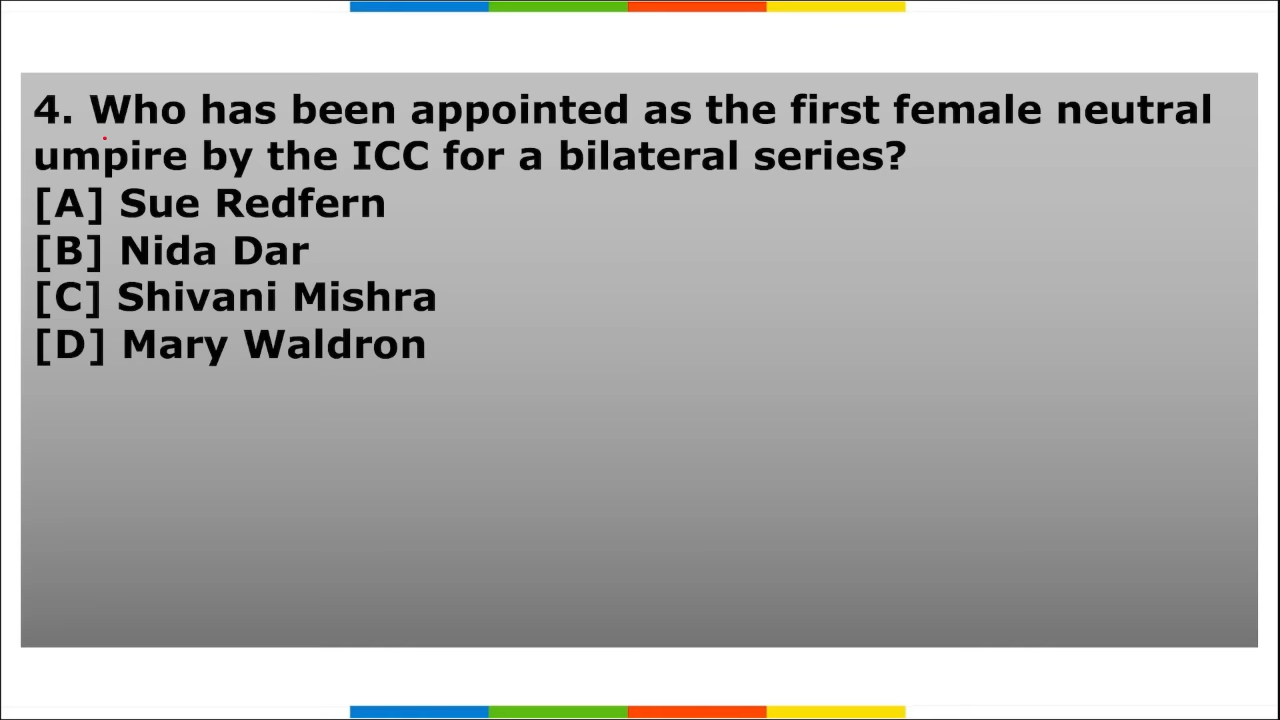 4. Who has been appointed as the first female neutral
umpire by the ICC for a bilateral series?
[A] Sue Redfern
[B] Nida Dar
[C] Shivani Mishra
[D] Mary Waldron